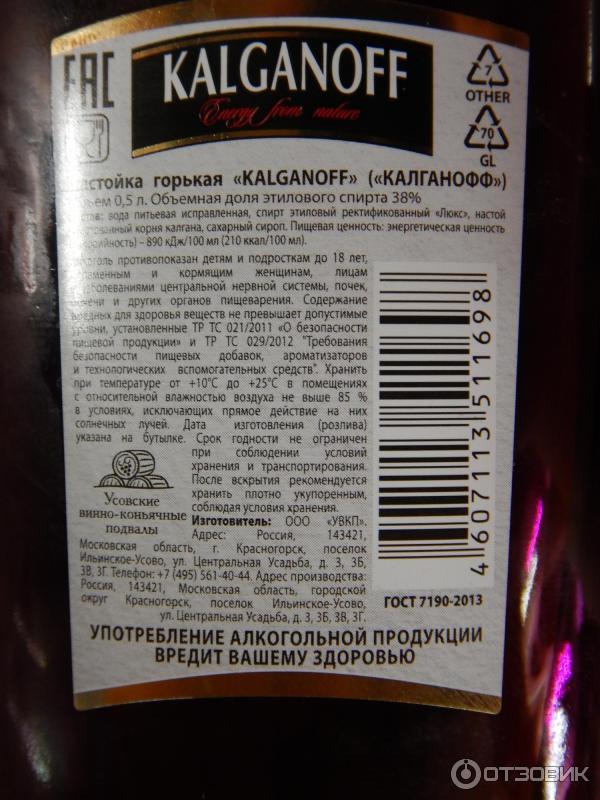 EAC
KALGANOFF
Energy from nature
7
OTHER
70
GL
горькая «KALGANOFF» («КАЛГАНОФФ»)
0,5 л. Объемная доля этилового спирта 38%
вода питьевая исправленная, спирт этиловый ректификованный «Люкс», настой
корня калгана, сахарный сироп. Пищевая ценность: энергетическая ценность
– 890 кДж/100 мл (210 ккал/100 мл).
противопоказан детям и подросткам до 18 лет,
и кормящим женщинам, лицам
центральной нервной системы, почек,
и других органов пищеварения. Содержание
для здоровья веществ не превышает допустимые
установленные ТР ТС 021/2011 «О безопасности
пищевой продукции» и ТР ТС 029/2012 "Требования
безопасности пищевых добавок, ароматизаторов
и технологических вспомогательных средств". Хранить
при температуре от +10°С до +25°С в помещениях
с относительной влажностью воздуха не выше 85 %
в условиях, исключающих прямое действие на них
солнечных лучей. Дата изготовления (розлива)
указана на бутылке. Срок годности не ограничен
при соблюдении условий
хранения и транспортирования.
После вскрытия рекомендуется
хранить плотно укупоренным,
соблюдая условия хранения.
Усовские
винно-коньячные
подвалы
Изготовитель: ООО «УВКП».
Адрес: Россия, 143421,
Московская область, г. Красногорск, поселок
Ильинское-Усово, ул. Центральная Усадьба, д. 3, 3Б,
3В, 3Г. Телефон: +7 (495) 561-40-44. Адрес производства:
Россия, 143421, Московская область, городской
округ Красногорск, поселок Ильинское-Усово,
ул. Центральная Усадьба, д. 3, 3Б, 3В, 3Г.
4 607113 511698
ГОСТ 7190-2013
УПОТРЕБЛЕНИЕ АЛКОГОЛЬНОЙ ПРОДУКЦИИ
ВРЕДИТ ВАШЕМУ ЗДОРОВЬЮ
ОТЗОВИК